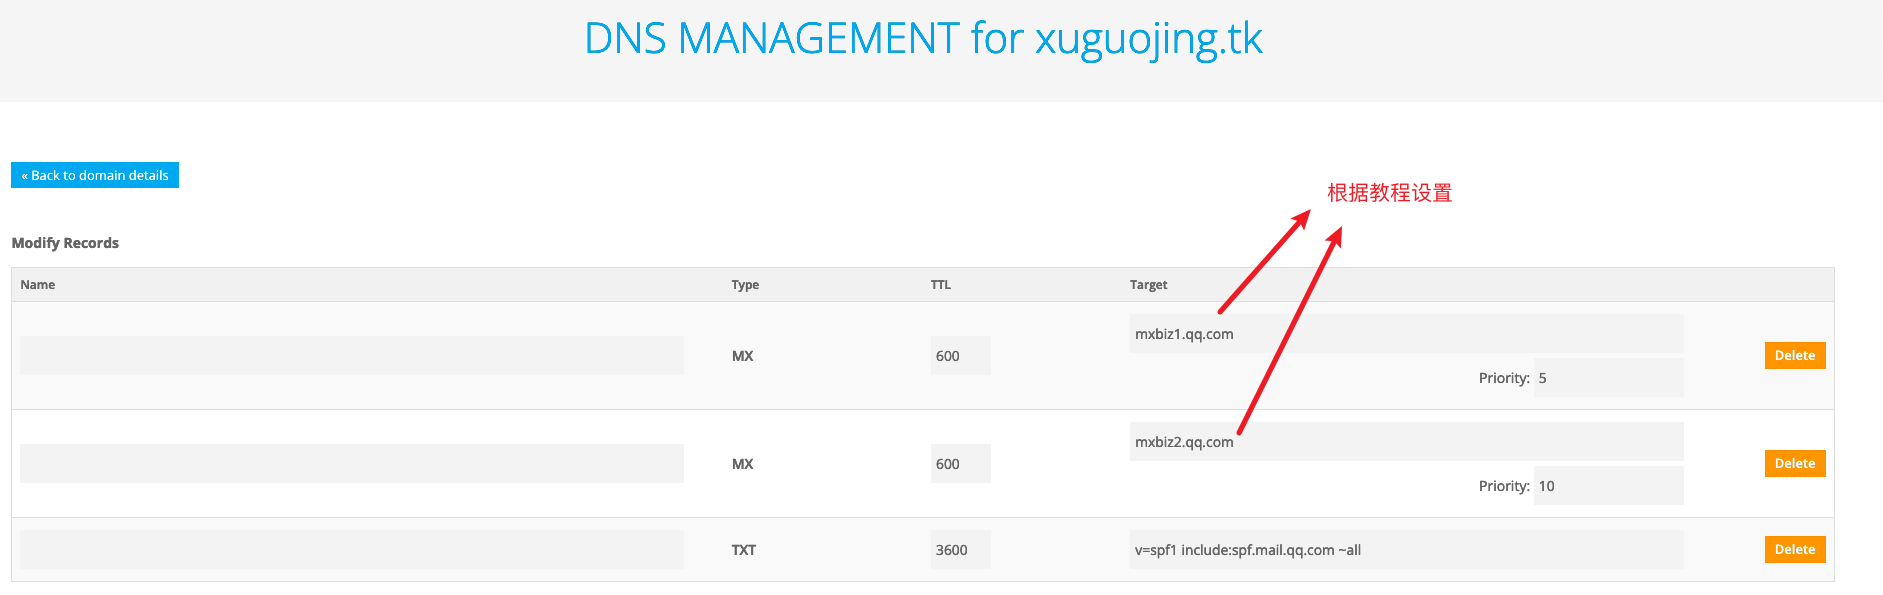 DNS MANAGEMENT for xuguojing.tk
« Back to domain details
根据教程设置
Modify Records
Name Type TTL Target
mxbiz1.qq.com
MX 600 Delete
Priority: 5
mxbiz2.qq.com
MX 600 Delete
Priority: 10
TXT 3600 v=spf1 include:spf.mail.qq.com ~all Delete